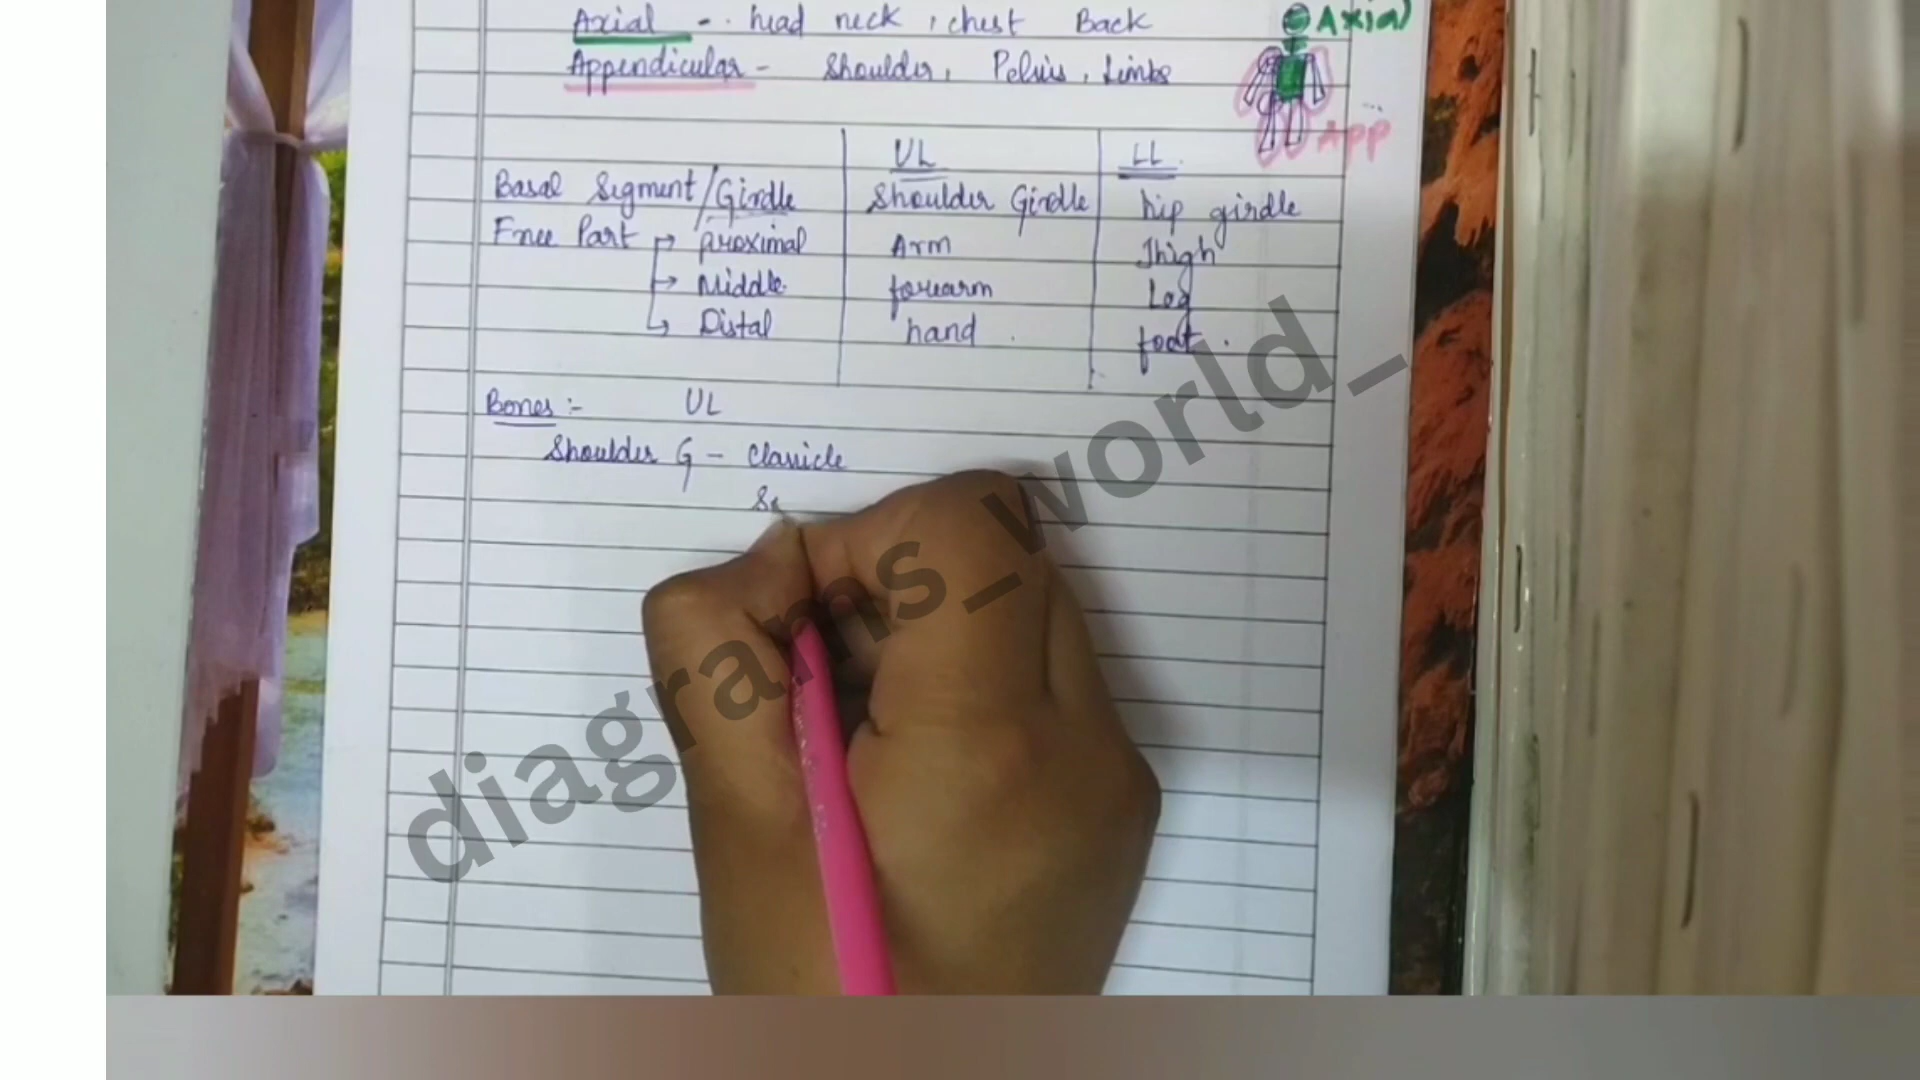 Axial - . head neck , chest Back
Axial
Appendicular - Shoulder, Pelvis, Limbs
App
UL LL
Basal Segment/Girdle Shoulder Girdle hip girdle
Free Part → proximal Arm Thigh
→ Middle forearm Leg
→ Distal hand . foot .
Bones :- UL
Shoulder G - Clavicle
diagrams_world_